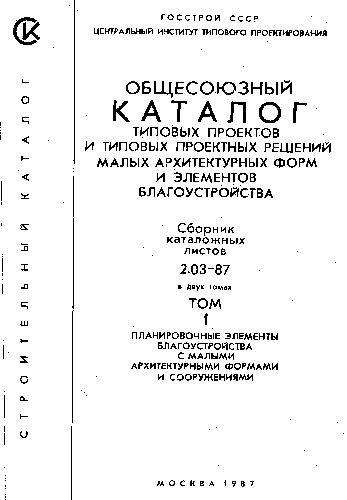 ГОССТРОЙ СССР
ЦЕНТРАЛЬНЫЙ ИНСТИТУТ ТИПОВОГО ПРОЕКТИРОВАНИЯ
СК
СТРОИТЕЛЬНЫЙ КАТАЛОГ
ОБЩЕСОЮЗНЫЙ
КАТАЛОГ
ТИПОВЫХ ПРОЕКТОВ
И ТИПОВЫХ ПРОЕКТНЫХ РЕШЕНИЙ
МАЛЫХ АРХИТЕКТУРНЫХ ФОРМ
И ЭЛЕМЕНТОВ
БЛАГОУСТРОЙСТВА
Сборник
каталожных
листов
2.03-87
в двух томах
ТОМ
1
ПЛАНИРОВОЧНЫЕ ЭЛЕМЕНТЫ
БЛАГОУСТРОЙСТВА
С МАЛЫМИ
АРХИТЕКТУРНЫМИ ФОРМАМИ
И СООРУЖЕНИЯМИ
МОСКВА 1987